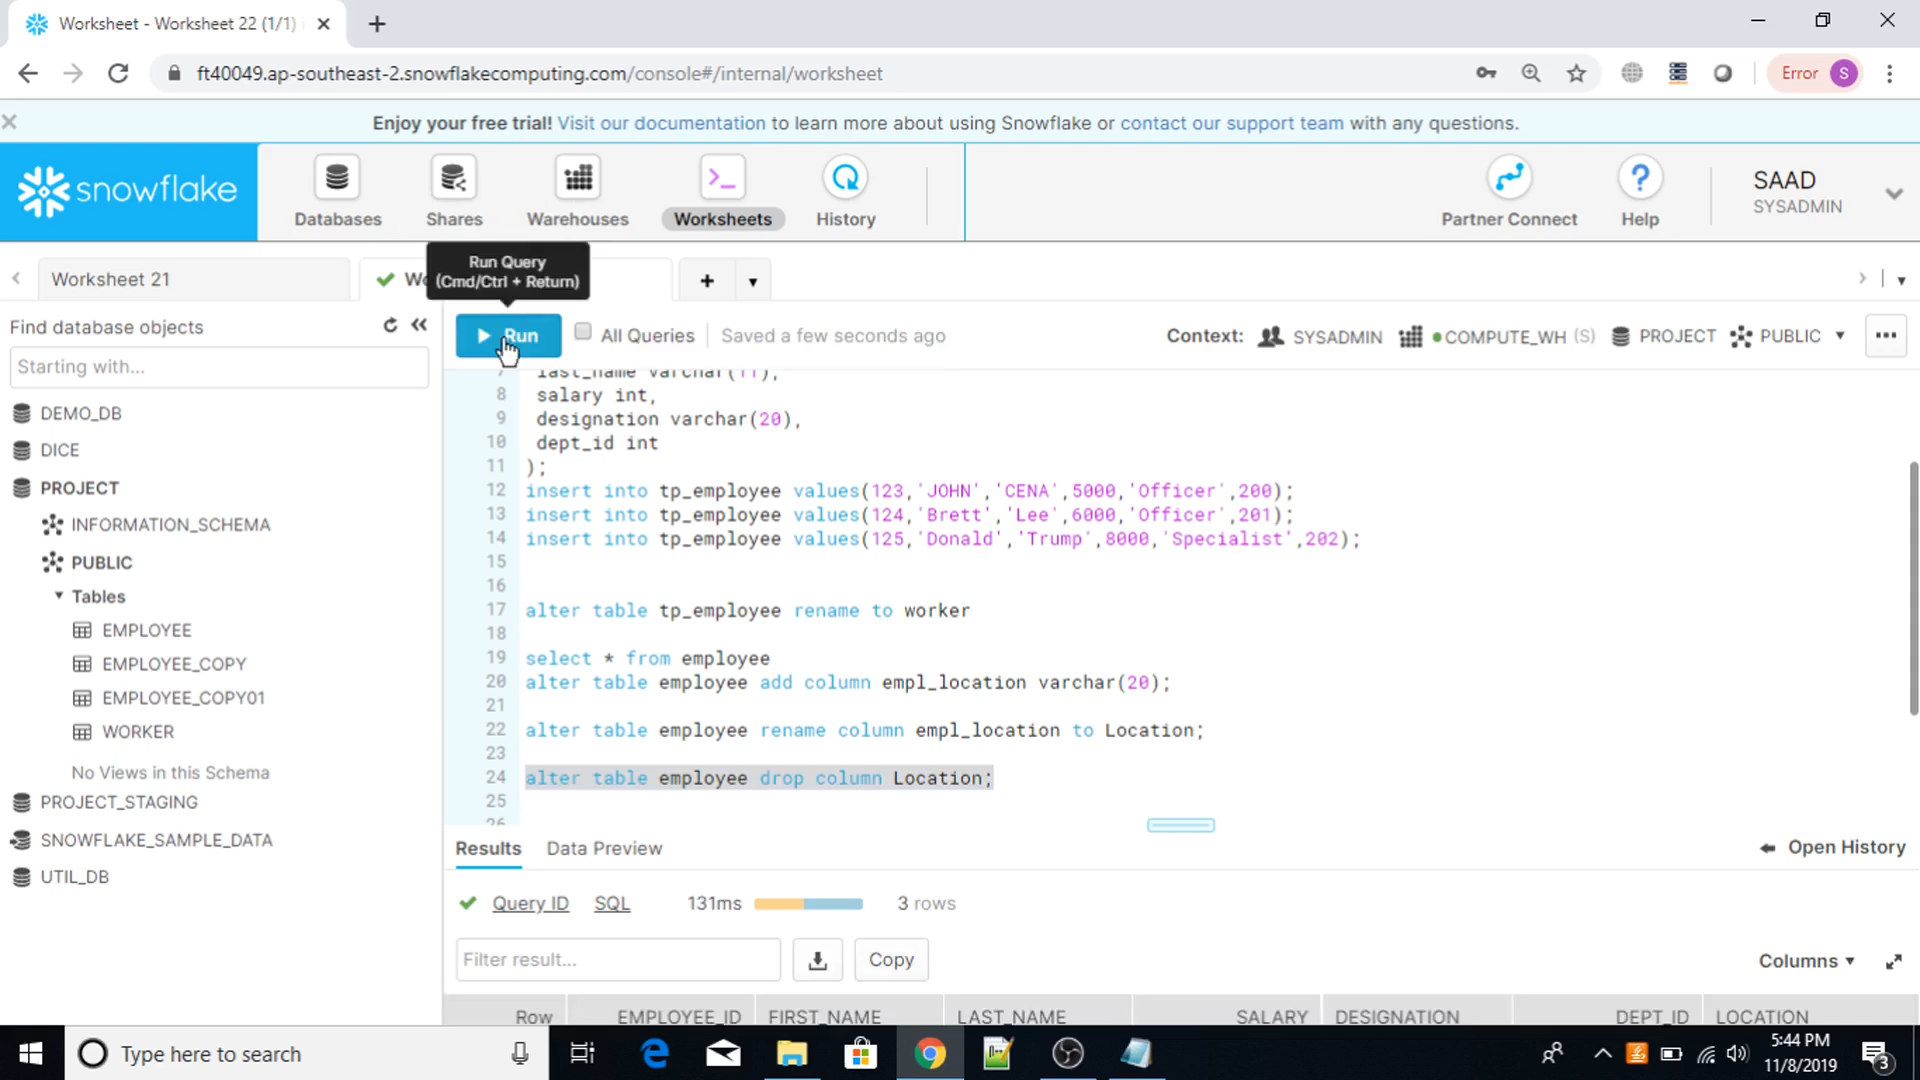 Worksheet - Worksheet 22 (1/1)
ft40049.ap-southeast-2.snowflakecomputing.com/console#/internal/worksheet
Error S
Enjoy your free trial! Visit our documentation to learn more about using Snowflake or contact our support team with any questions.
snowflake
Databases
Shares
Warehouses
Worksheets
History
Partner Connect
Help
SAAD
SYSADMIN
Worksheet 21
Wo
Run Query
(Cmd/Ctrl + Return)
Find database objects
Starting with...
DEMO_DB
DICE
PROJECT
INFORMATION_SCHEMA
PUBLIC
Tables
EMPLOYEE
EMPLOYEE_COPY
EMPLOYEE_COPY01
WORKER
No Views in this Schema
PROJECT_STAGING
SNOWFLAKE_SAMPLE_DATA
UTIL_DB
Run
All Queries
Saved a few seconds ago
Context: SYSADMIN COMPUTE_WH (S) PROJECT PUBLIC
7 last_name varchar(11),
8 salary int,
9 designation varchar(20),
10 dept_id int
11 );
12 insert into tp_employee values(123,'JOHN','CENA',5000,'Officer',200);
13 insert into tp_employee values(124,'Brett','Lee',6000,'Officer',201);
14 insert into tp_employee values(125,'Donald','Trump',8000,'Specialist',202);
15
16
17 alter table tp_employee rename to worker
18
19 select * from employee
20 alter table employee add column empl_location varchar(20);
21
22 alter table employee rename column empl_location to Location;
23
24 alter table employee drop column Location;
25
26
Results
Data Preview
Open History
Query ID
SQL
131ms
3 rows
Filter result...
Copy
Columns
Row EMPLOYEE_ID FIRST_NAME LAST_NAME SALARY DESIGNATION DEPT_ID LOCATION
Type here to search
5:44 PM
11/8/2019
3